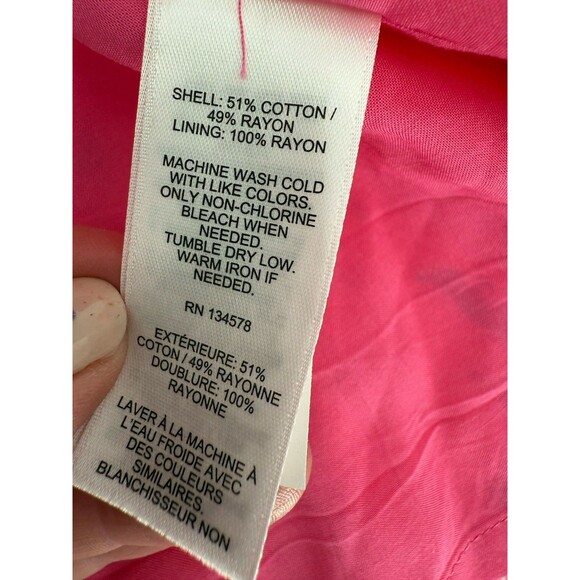 SHELL: 51% COTTON /
49% RAYON
LINING: 100% RAYON
MACHINE WASH COLD
WITH LIKE COLORS.
ONLY NON-CHLORINE
BLEACH WHEN
NEEDED.
TUMBLE DRY LOW.
WARM IRON IF
NEEDED.
RN 134578
EXTÉRIEURE: 51%
COTON / 49% RAYONNE
DOUBLURE: 100%
RAYONNE
LAVER À LA MACHINE À
L'EAU FROIDE AVEC
DES COULEURS
SIMILAIRES.
BLANCHISSEUR NON